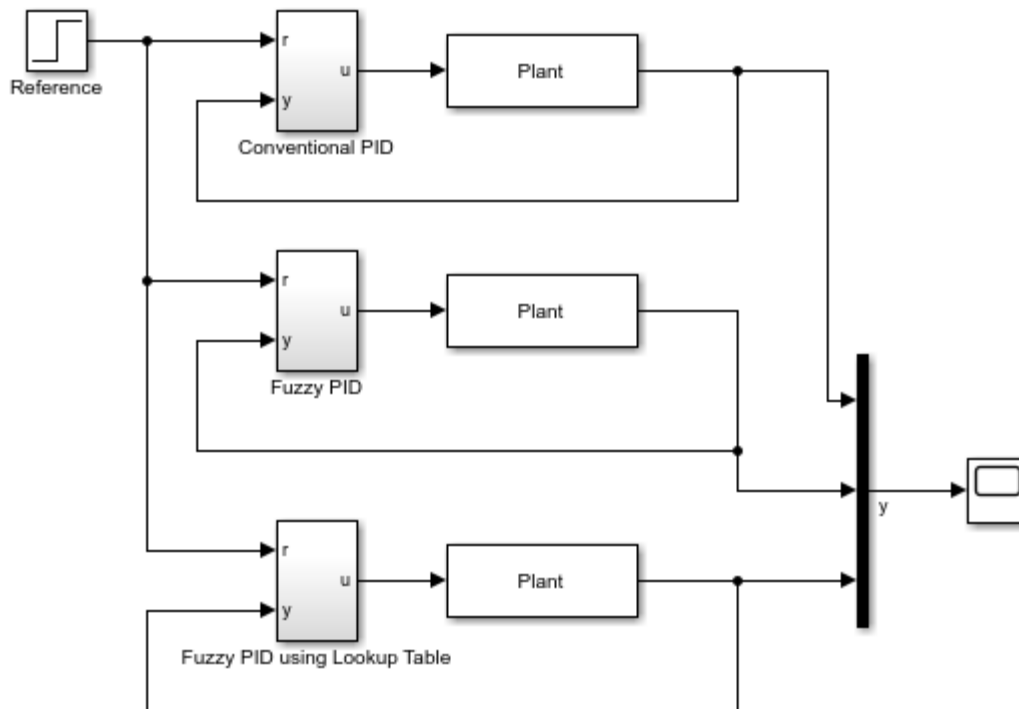 r
u
Plant
y
Reference
Conventional PID
r
u
Plant
y
Fuzzy PID
y
r
u
Plant
y
Fuzzy PID using Lookup Table